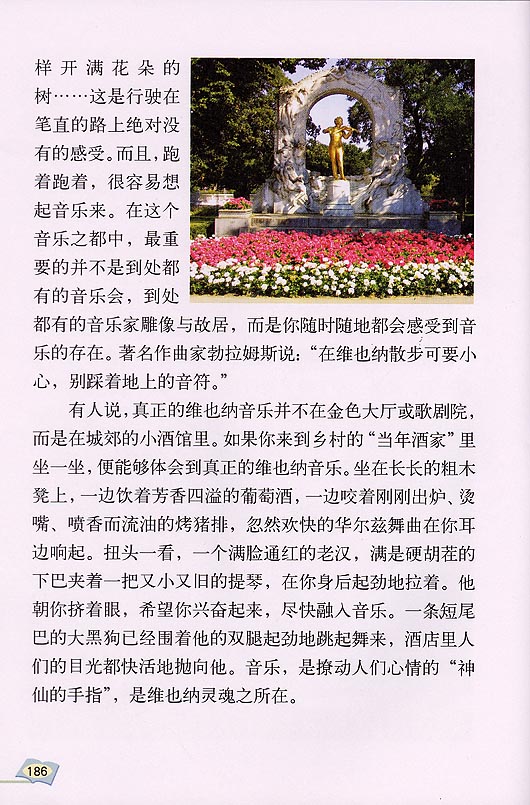 样开满花朵的
树……这是行驶在
笔直的路上绝对没
有的感受。而且，跑
着跑着，很容易想
起音乐来。在这个
音乐之都中，最重
要的并不是到处都
有的音乐会，到处
都有的音乐家雕像与故居，而是你随时随地都会感受到音
乐的存在。著名作曲家勃拉姆斯说：“在维也纳散步可要小
心，别踩着地上的音符。”
有人说，真正的维也纳音乐并不在金色大厅或歌剧院，
而是在城郊的小酒馆里。如果你来到乡村的“当年酒家”里
坐一坐，便能够体会到真正的维也纳音乐。坐在长长的粗木
凳上，一边饮着芳香四溢的葡萄酒，一边咬着刚刚出炉、烫
嘴、喷香而流油的烤猪排，忽然欢快的华尔兹舞曲在你耳
边响起。扭头一看，一个满脸通红的老汉，满是硬胡茬的
下巴夹着一把又小又旧的提琴，在你身后起劲地拉着。他
朝你挤着眼，希望你兴奋起来，尽快融入音乐。一条短尾
巴的大黑狗已经围着他的双腿起劲地跳起舞来，酒店里人
们的目光都快活地抛向他。音乐，是撩动人们心情的“神
仙的手指”，是维也纳灵魂之所在。
186